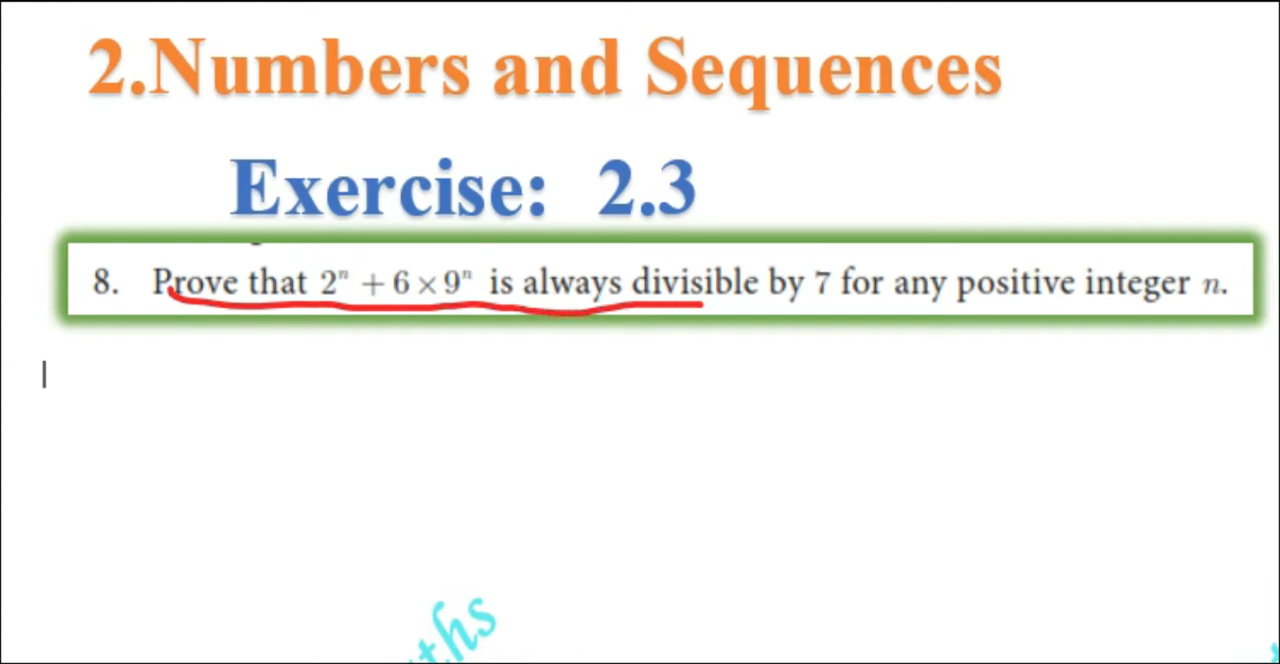 2.Numbers and Sequences
Exercise: 2.3
8. Prove that 2ⁿ + 6 × 9ⁿ is always divisible by 7 for any positive integer n.
ths